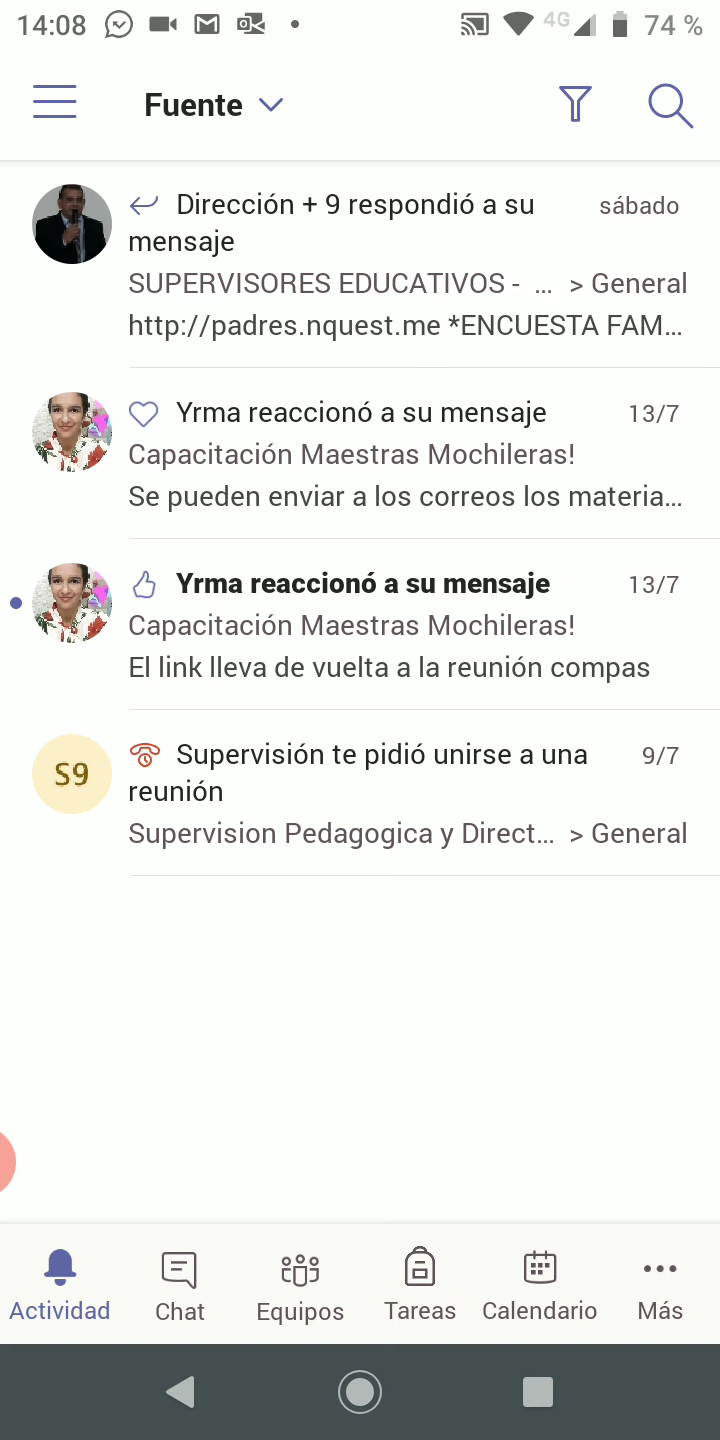 14:08 4G 74 %
Fuente
Dirección + 9 respondió a su sábado
mensaje
SUPERVISORES EDUCATIVOS - ... > General
http://padres.nquest.me *ENCUESTA FAM...
Yrma reaccionó a su mensaje 13/7
Capacitación Maestras Mochileras!
Se pueden enviar a los correos los materia...
Yrma reaccionó a su mensaje 13/7
Capacitación Maestras Mochileras!
El link lleva de vuelta a la reunión compas
S9 Supervisión te pidió unirse a una 9/7
reunión
Supervision Pedagogica y Direct... > General
Actividad Chat Equipos Tareas Calendario Más